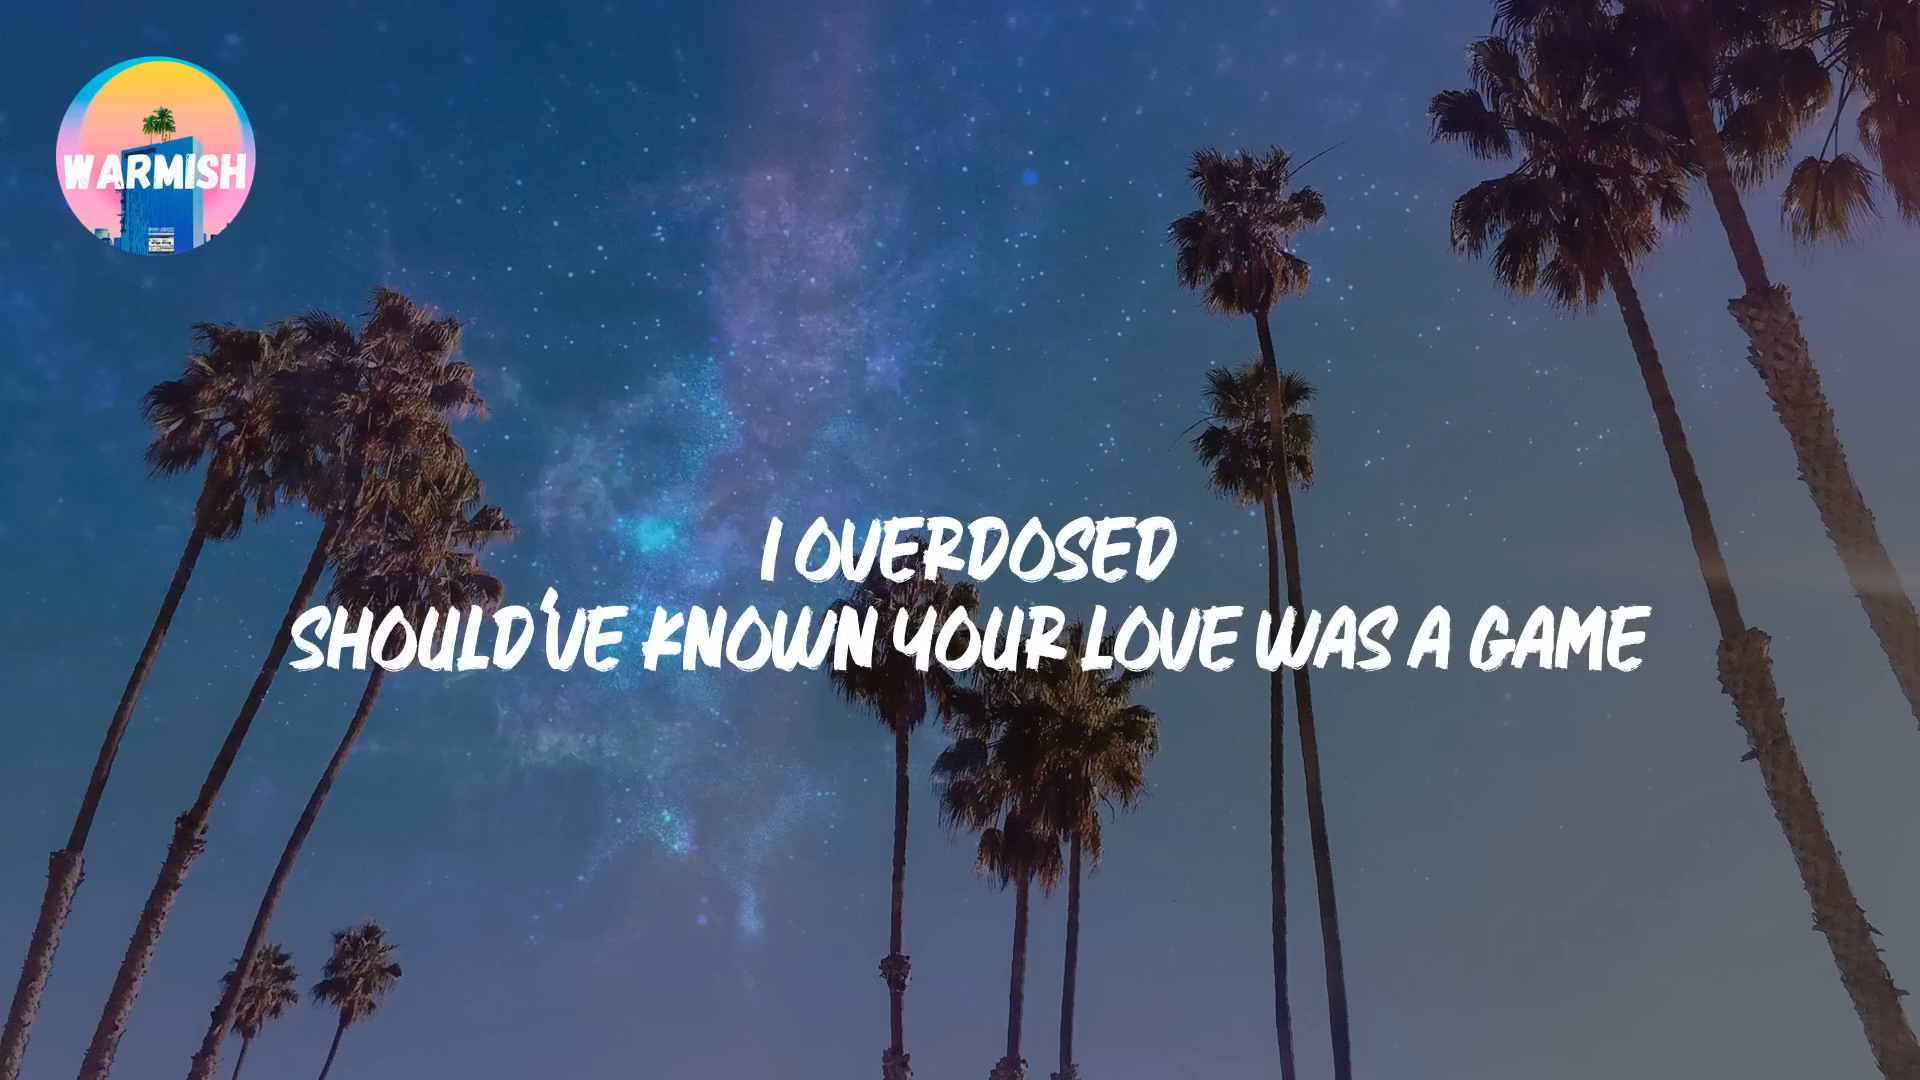 WARMISH
I OVERDOSED
SHOULD'VE KNOWN YOUR LOVE WAS A GAME